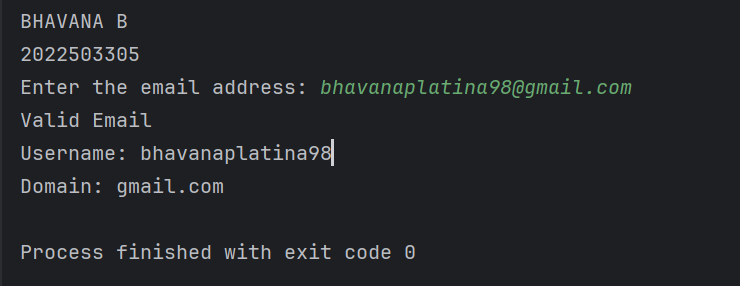 BHAVANA B
2022503305
Enter the email address: bhavanaplatina98@gmail.com
Valid Email
Username: bhavanaplatina98
Domain: gmail.com
Process finished with exit code 0